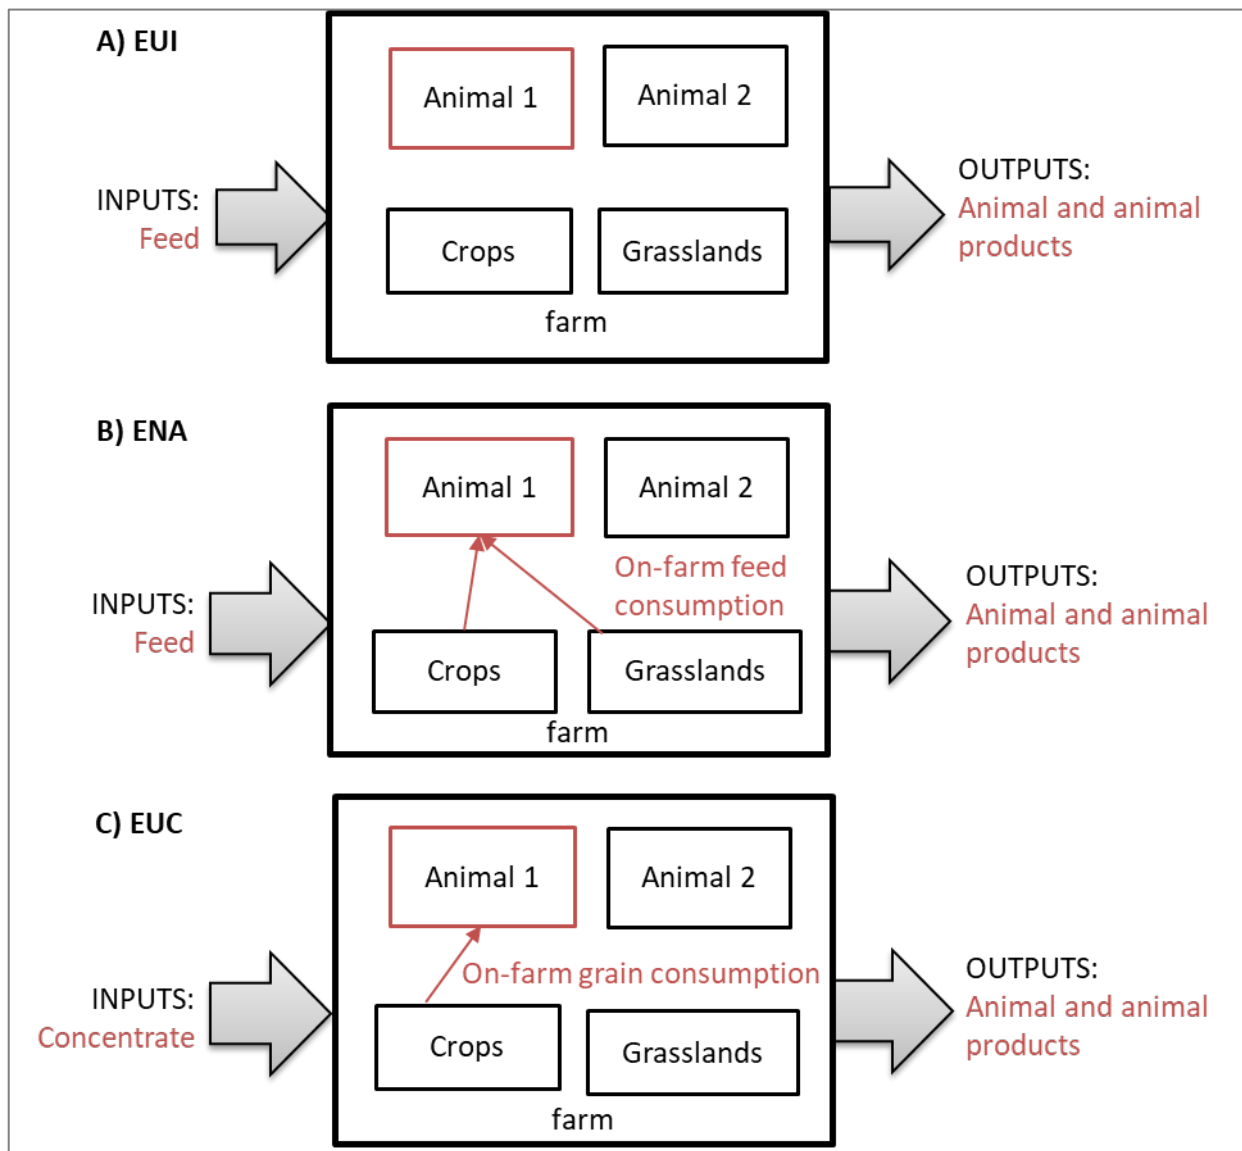 A) EUI
Animal 1
Animal 2
INPUTS:
Feed
OUTPUTS:
Animal and animal
products
Crops
Grasslands
farm
B) ENA
Animal 1
Animal 2
On-farm feed
consumption
INPUTS:
Feed
OUTPUTS:
Animal and animal
products
Crops
Grasslands
farm
C) EUC
Animal 1
Animal 2
On-farm grain consumption
INPUTS:
Concentrate
OUTPUTS:
Animal and animal
products
Crops
Grasslands
farm